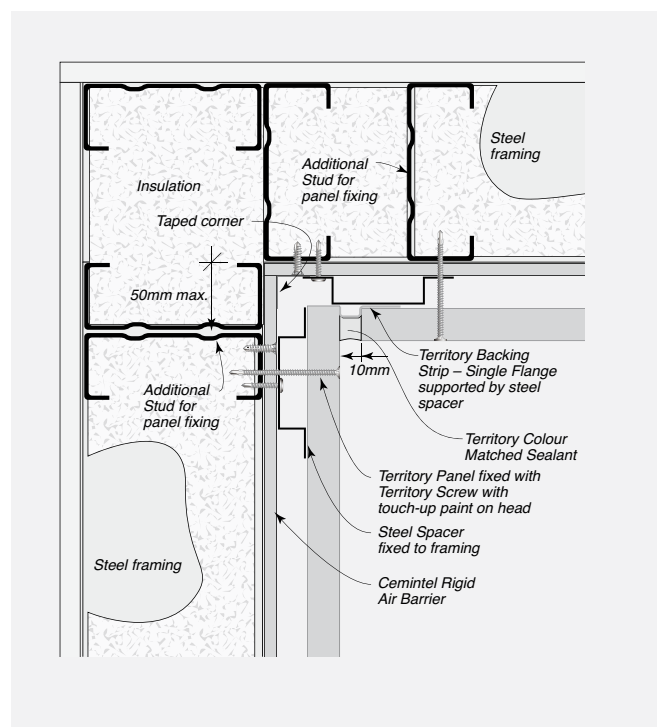 Steel
framing
Additional
Stud for
panel fixing
Insulation
Taped corner
50mm max.
10mm
Territory Backing
Strip – Single Flange
supported by steel
spacer
Additional
Stud for
panel fixing
Territory Colour
Matched Sealant
Territory Panel fixed with
Territory Screw with
touch-up paint on head
Steel Spacer
fixed to framing
Steel framing
Cemintel Rigid
Air Barrier